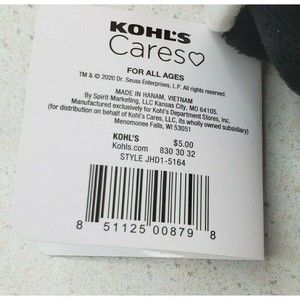 KOHL'S
Cares♡
FOR ALL AGES
™ & © 2020 Dr. Seuss Enterprises, L.P. All rights reserved.
MADE IN HANAM, VIETNAM
By Spirit Marketing, LLC Kansas City, MO 64105,
Manufactured exclusively for Kohl's Department Stores, Inc.
(for distribution on behalf of Kohl's Cares, LLC, its wholly owned subsidiary)
Menomonee Falls, WI 53051
KOHL'S $5.00
Kohls.com 830 30 32
STYLE JHD1-5164
8 51125 00879 8